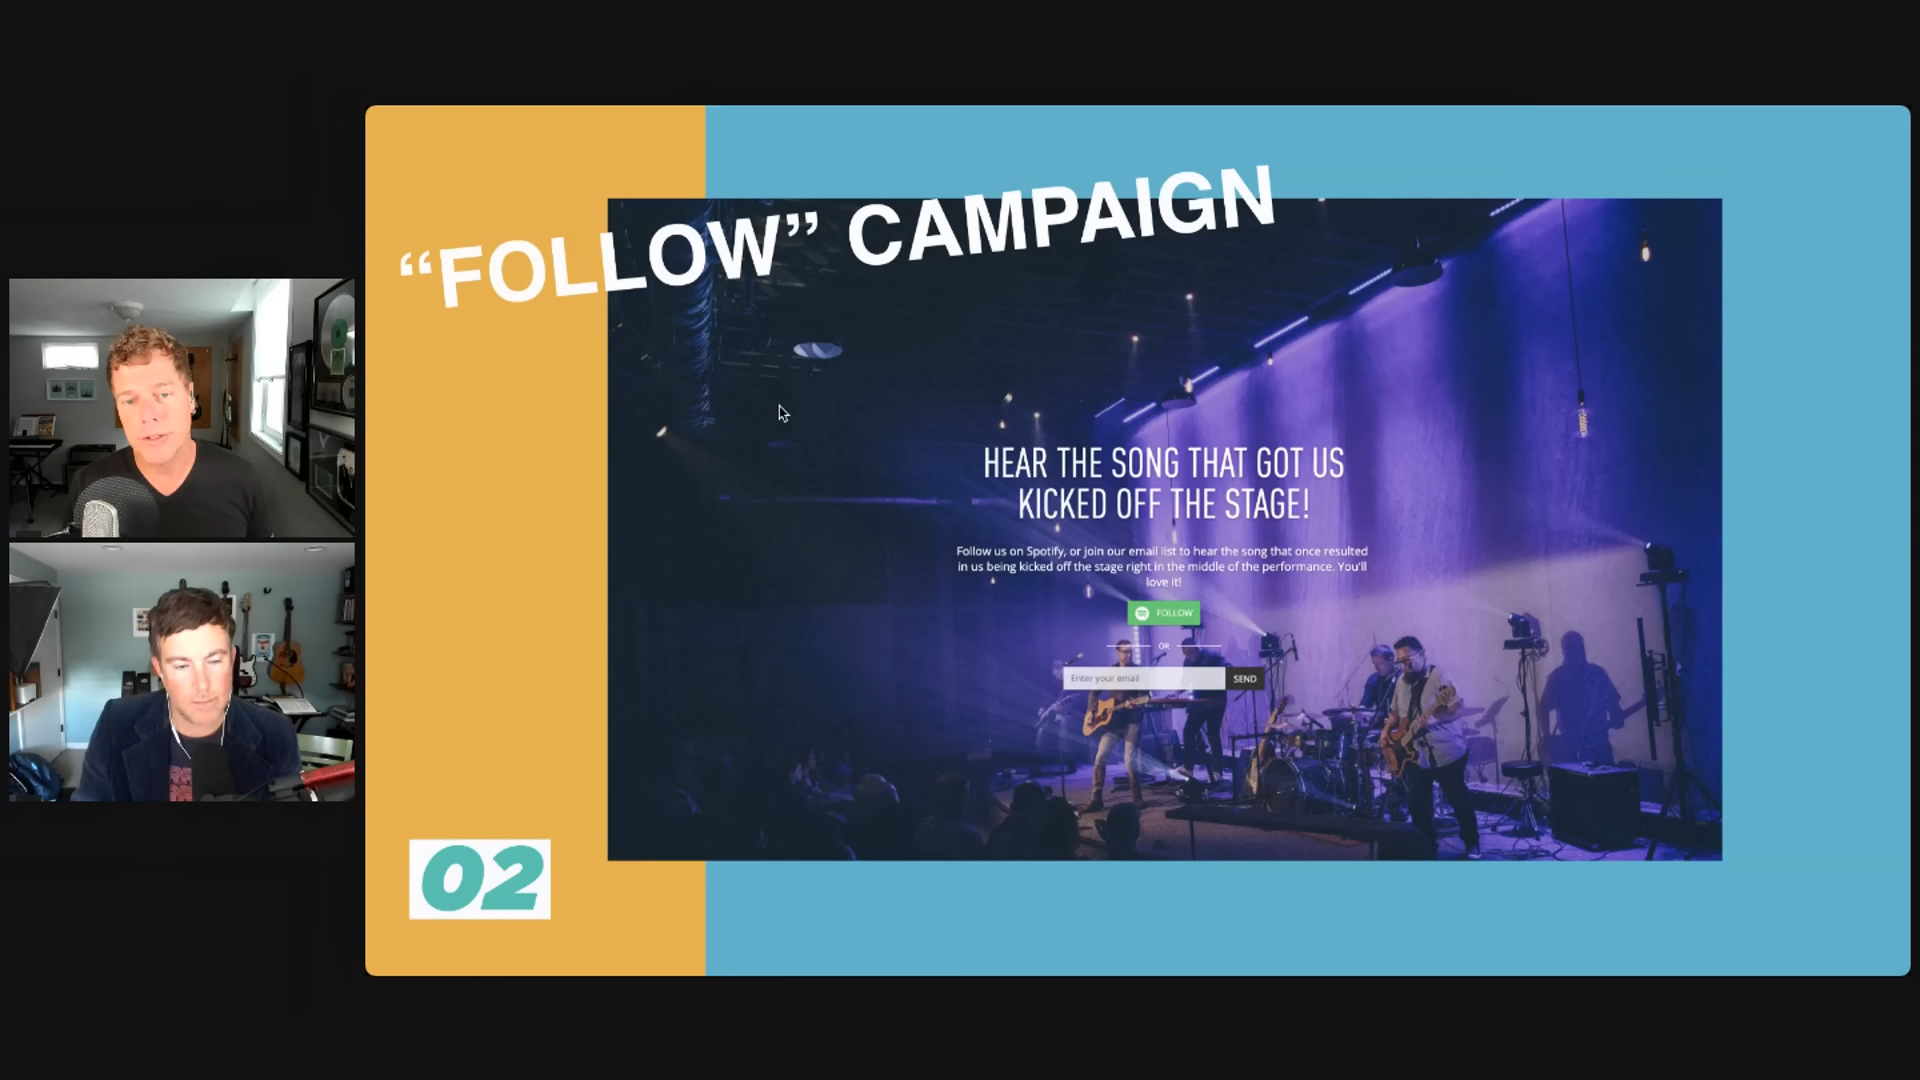 “FOLLOW” CAMPAIGN
HEAR THE SONG THAT GOT US
KICKED OFF THE STAGE!
Follow us on Spotify, or join our email list to hear the song that once resulted
in us being kicked off the stage right in the middle of the performance. You'll
love it!
FOLLOW
OR
Enter your email
SEND
02